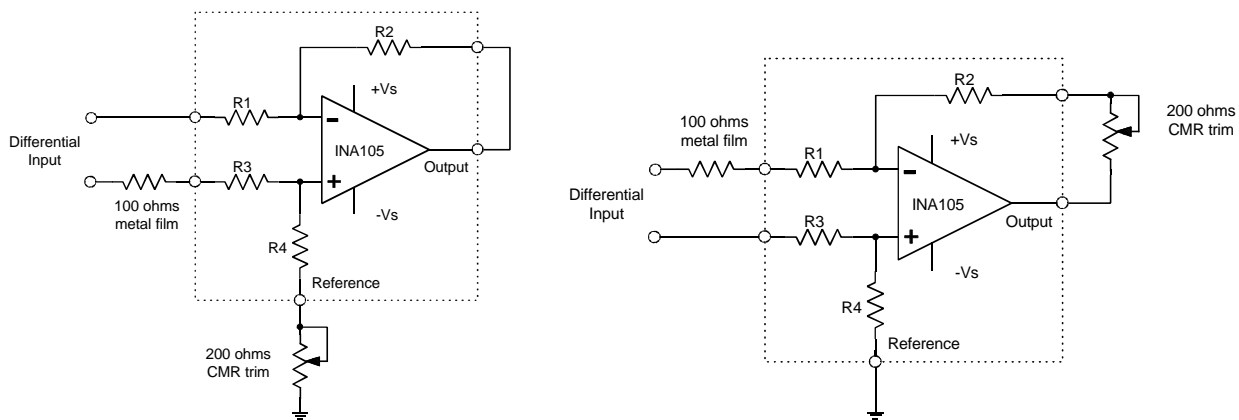 R2
R1
+Vs
-
Differential
Input
INA105
Output
R3
+
100 ohms
metal film
-Vs
R4
Reference
200 ohms
CMR trim
R2
200 ohms
CMR trim
100 ohms
metal film
+Vs
R1
-
Differential
Input
INA105
Output
R3
+
-Vs
R4
Reference